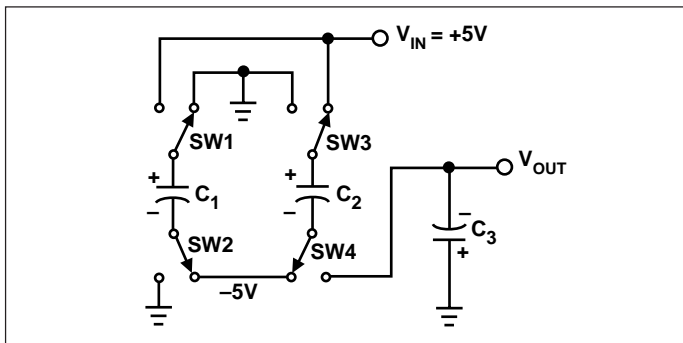 V_IN = +5V
SW1
SW3
+
C_1
–
+
C_2
–
V_OUT
–
C_3
+
SW2
SW4
–5V